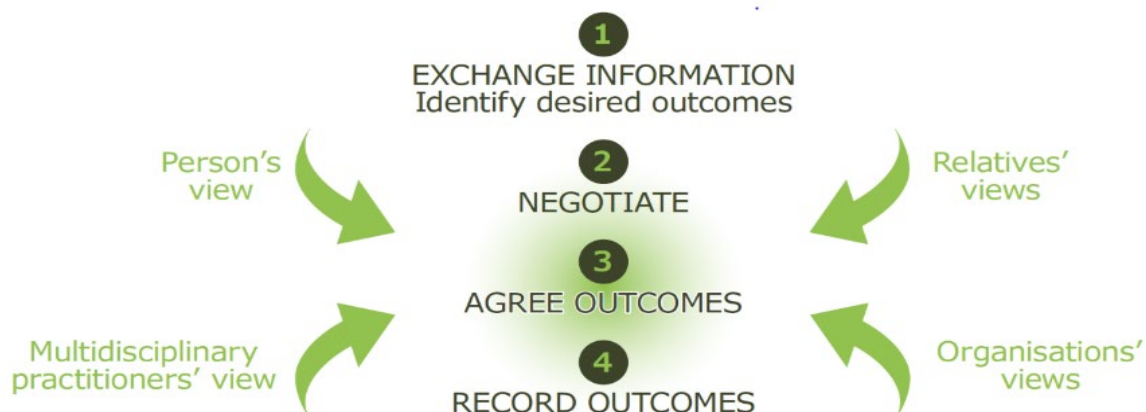 1
EXCHANGE INFORMATION
Identify desired outcomes
Person's
view
2
NEGOTIATE
Relatives'
views
3
AGREE OUTCOMES
Multidisciplinary
practitioners' view
4
RECORD OUTCOMES
Organisations'
views